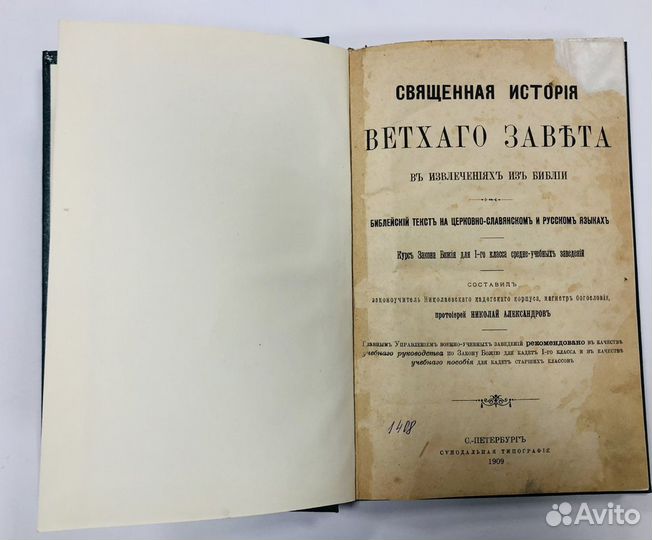 СВЯЩЕННАЯ ИСТОРІЯ
ВЕТХАГО ЗАВѢТА
ВЪ ИЗВЛЕЧЕНІЯХЪ ИЗЪ БИБЛІИ
БИБЛЕЙСКІЙ ТЕКСТЪ НА ЦЕРКОВНО-СЛАВЯНСКОМЪ И РУССКОМЪ ЯЗЫКАХЪ
Курсъ Закона Божія для I-го класса средне-учебныхъ заведеній
СОСТАВИЛЪ
законоучитель Николаевскаго кадетскаго корпуса, магистръ богословія,
протоіерей НИКОЛАЙ АЛЕКСАНДРОВЪ
Главнымъ Управленіемъ военно-учебныхъ заведеній рекомендовано въ качествѣ
учебнаго руководства по Закону Божію для кадетъ I-го класса и въ качествѣ
учебнаго пособія для кадетъ старшихъ классовъ
1408
С.-ПЕТЕРБУРГЪ
СУНОДАЛЬНАЯ ТИПОГРАФІЯ
1909
Avito